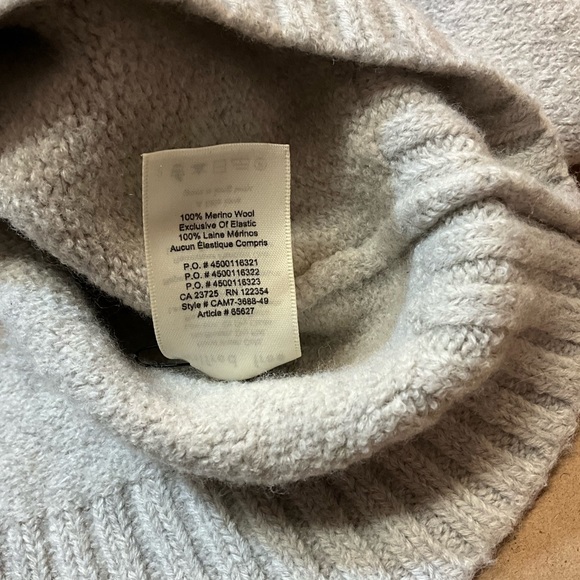 100% Merino Wool
Exclusive Of Elastic
100% Laine Mérinos
Aucun Élastique Compris
P.O. # 4500116321
P.O. # 4500116322
P.O. # 4500116323
CA 23725 RN 122354
Style # CAM7-3688-49
Article # 65627